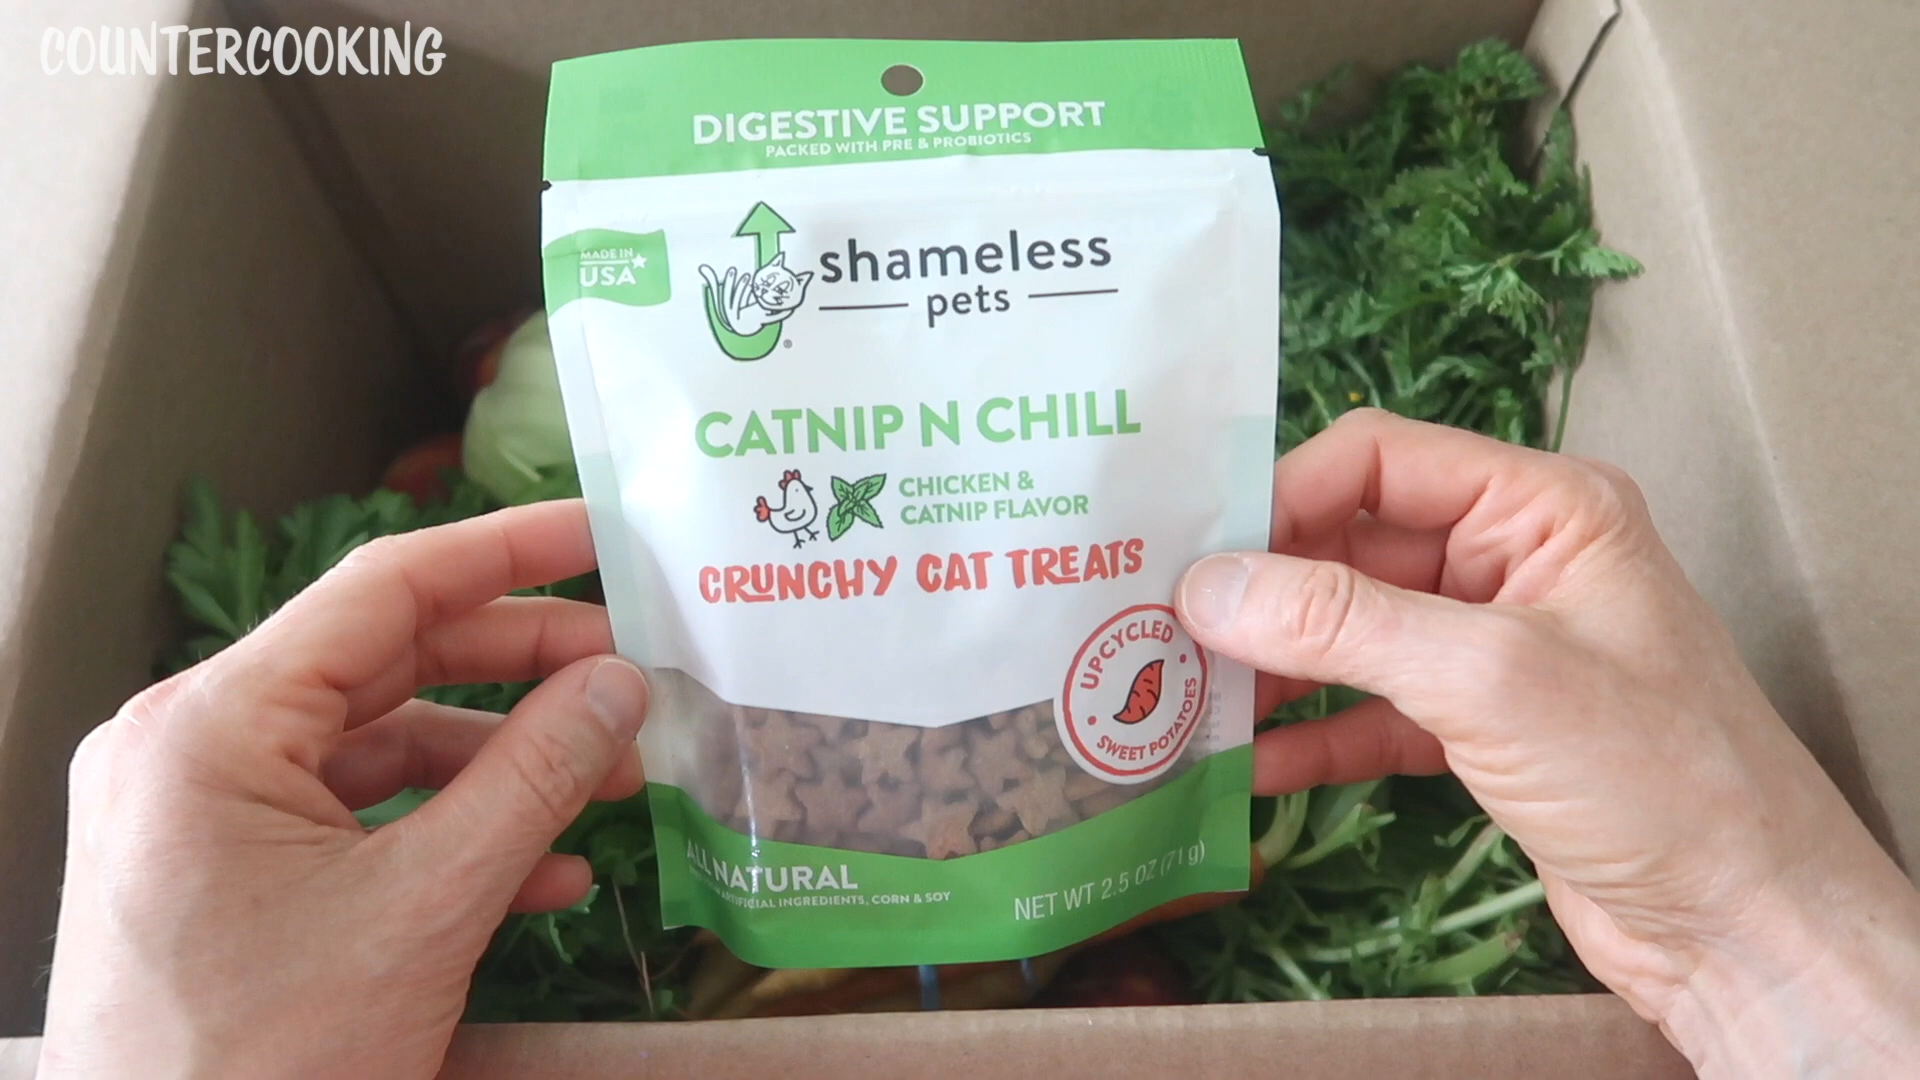 COUNTERCOOKING
DIGESTIVE SUPPORT
PACKED WITH PRE & PROBIOTICS
MADE IN
USA
shameless
pets
®
CATNIP N CHILL
CHICKEN &
CATNIP FLAVOR
CRUNCHY CAT TREATS
UPCYCLED
SWEET POTATOES
ALL NATURAL
ARTIFICIAL INGREDIENTS, CORN & SOY
NET WT 2.5 OZ (71 g)